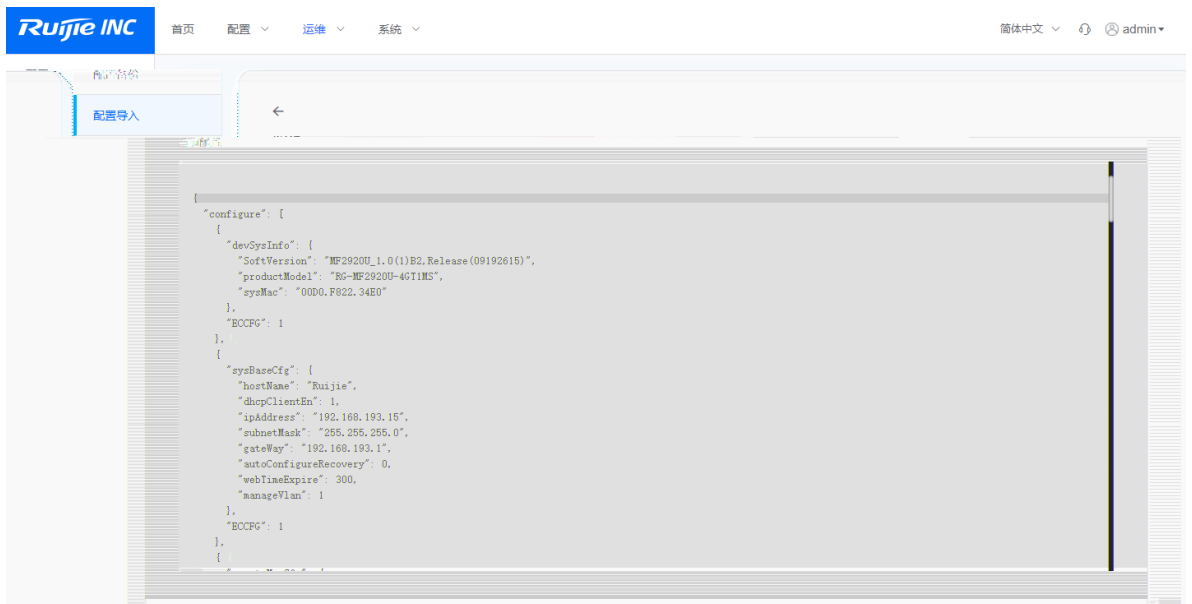 Ruijie INC 首页 配置 运维 系统 简体中文 admin
配置导入
[
"configure": [
{
"devSysInfo": {
"SoftVersion": "MF2920U_1.0(1)B2,Release(09192615)",
"productModel": "RG-MF2920U-4GT1MS",
"sysMac": "00D0.F822.34E0"
},
"ECCFG": 1
},
{
"sysBaseCfg": {
"hostName": "Ruijie",
"dhcpClientEn": 1,
"ipAddress": "192.168.193.15",
"subnetMask": "255.255.255.0",
"gateWay": "192.168.193.1",
"autoConfigureRecovery": 0,
"webTimeExpire": 300,
"manageVlan": 1
},
"ECCFG": 1
},
{